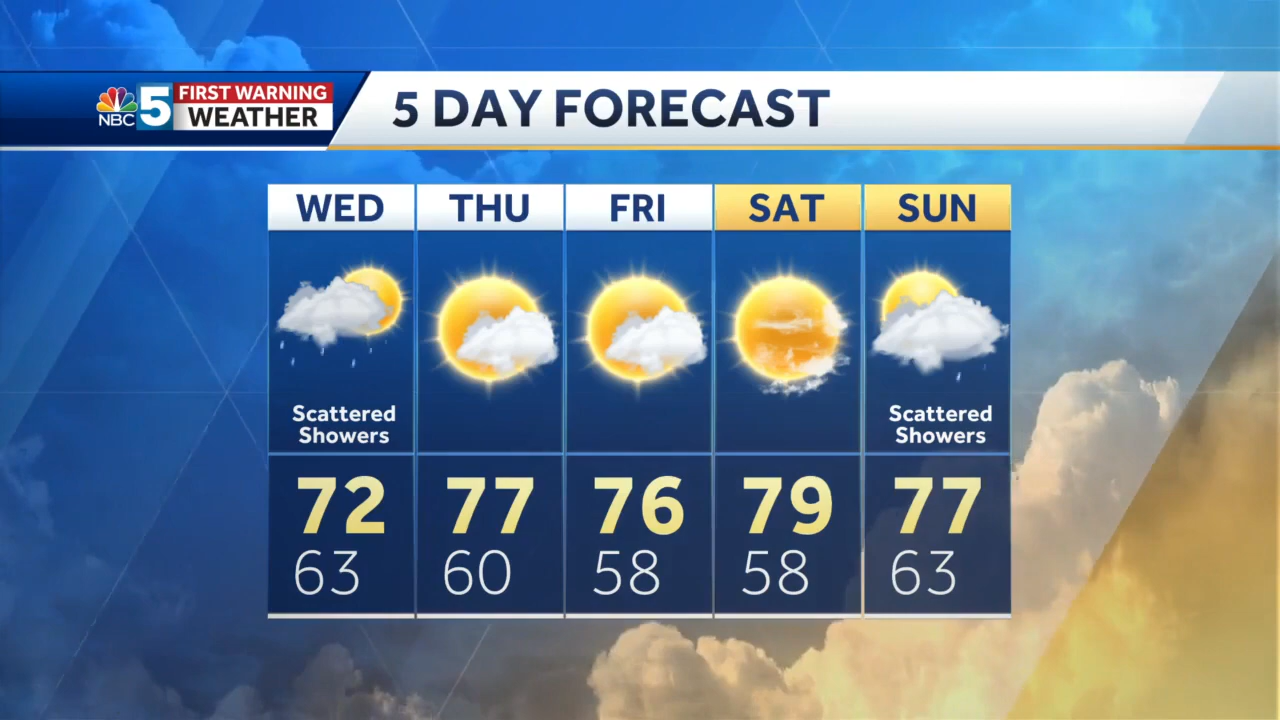 NBC 5 FIRST WARNING
WEATHER
5 DAY FORECAST
WED THU FRI SAT SUN
Scattered Scattered
Showers Showers
72 77 76 79 77
63 60 58 58 63